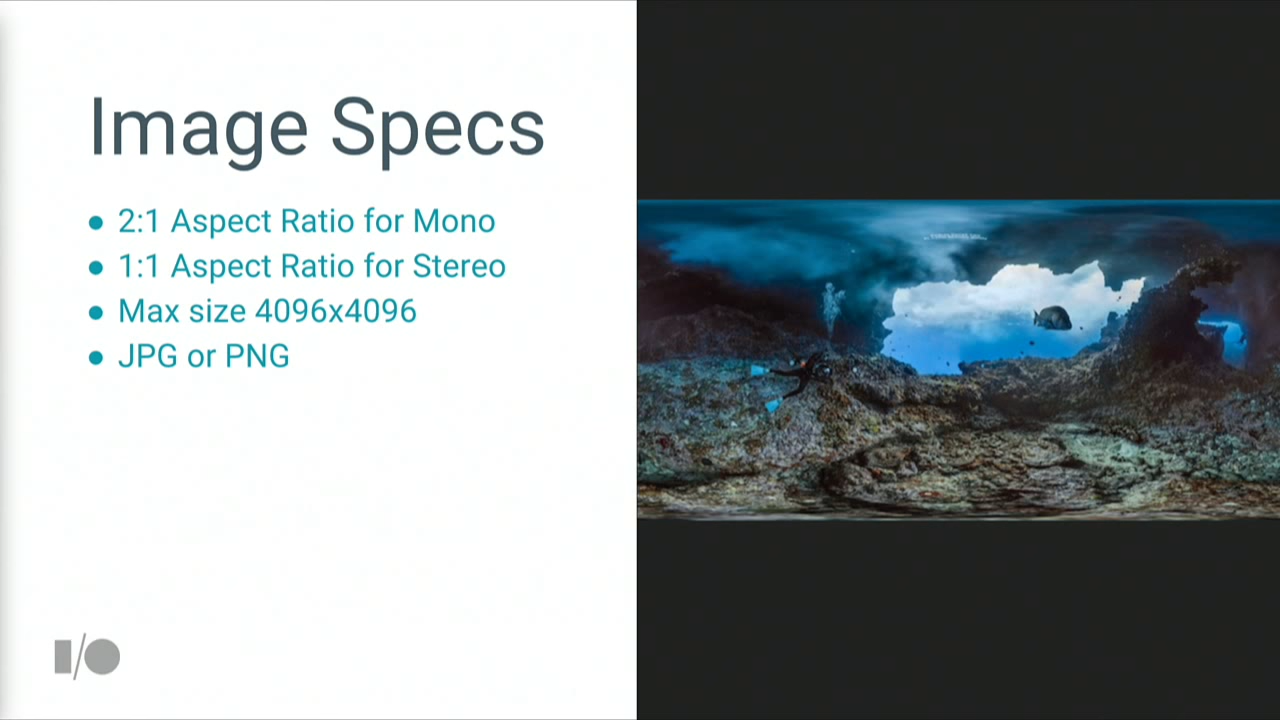 Image Specs
● 2:1 Aspect Ratio for Mono
● 1:1 Aspect Ratio for Stereo
● Max size 4096x4096
● JPG or PNG
I/O